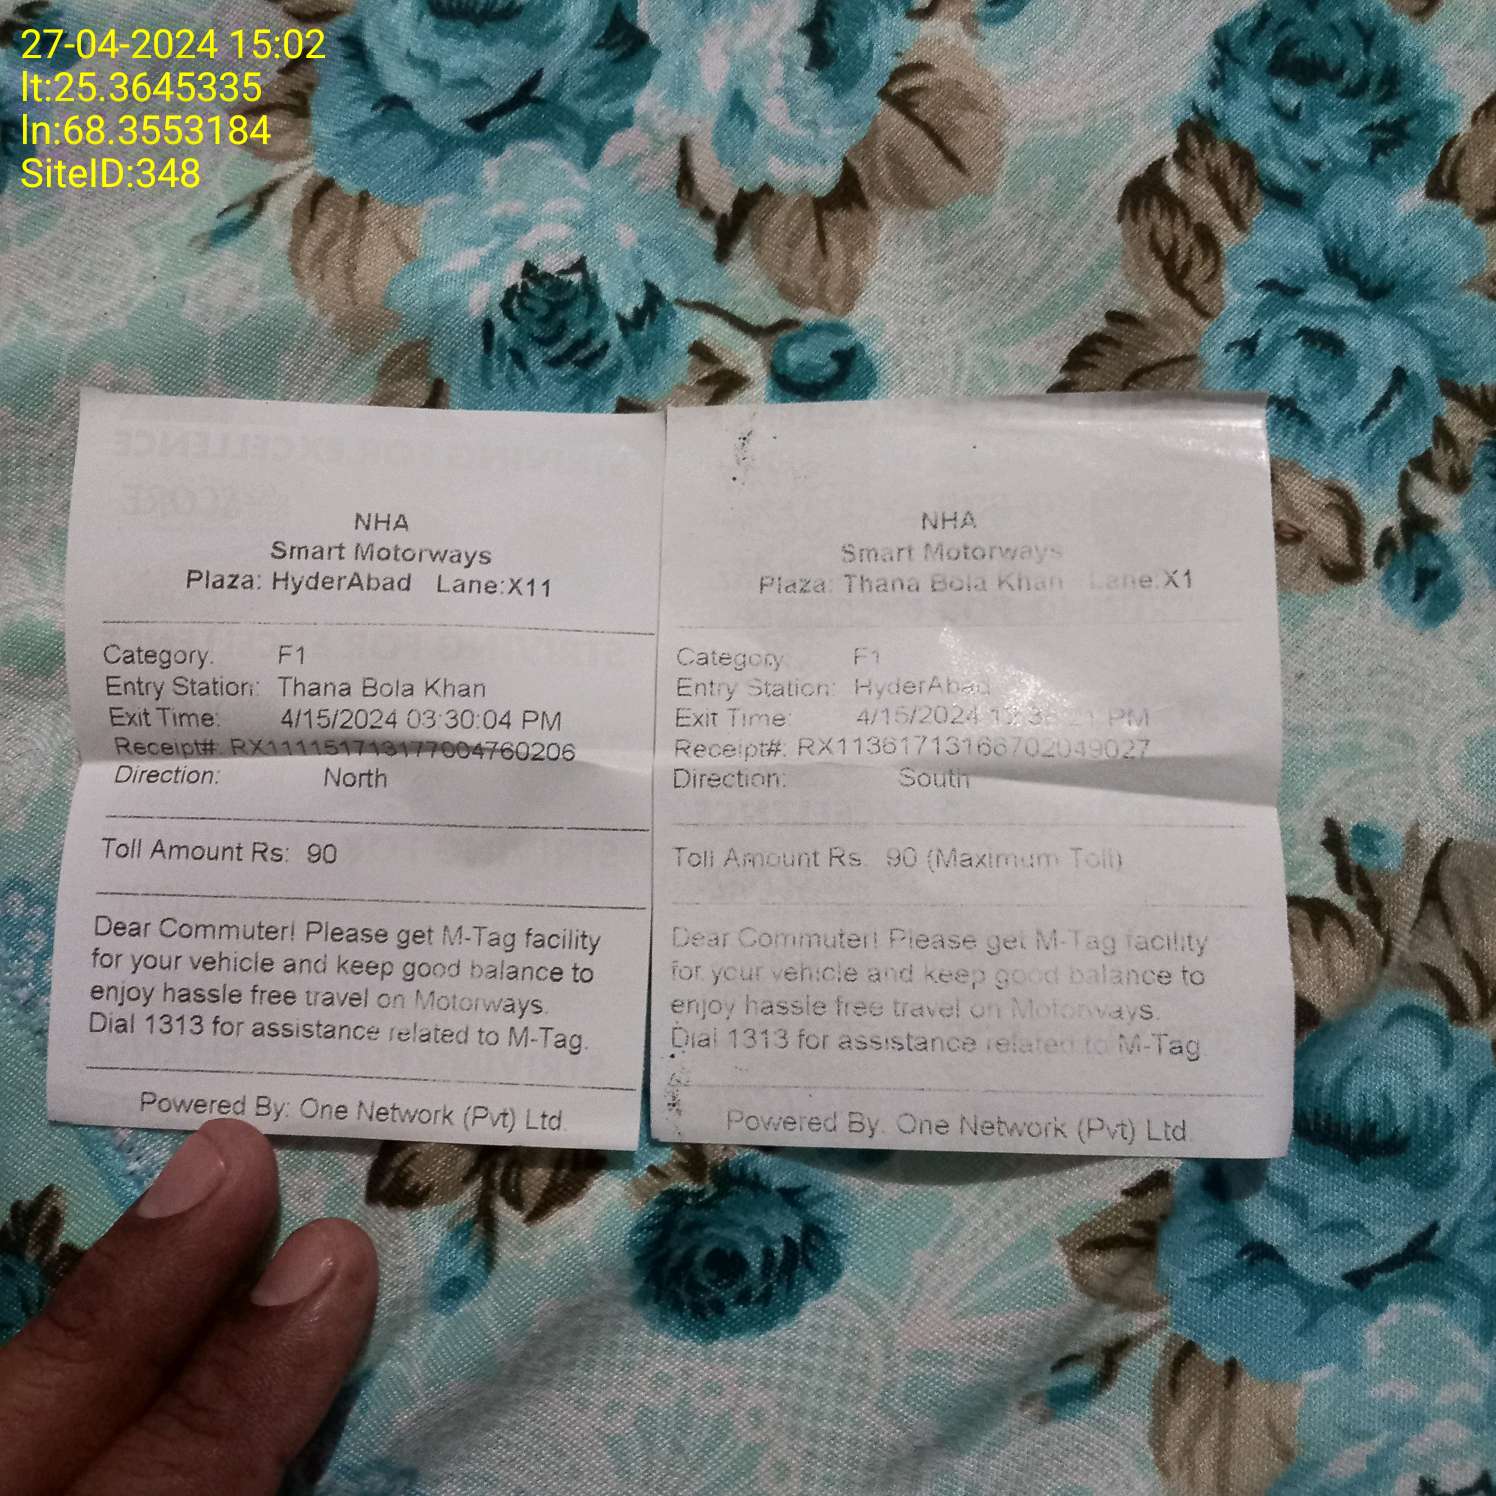 27-04-2024 15:02
lt:25.3645335
ln:68.3553184
SiteID:348
NHA
Smart Motorways
Plaza: HyderAbad Lane:X11
Category: F1
Entry Station: Thana Bola Khan
Exit Time: 4/15/2024 03:30:04 PM
Receipt#:
Direction: North
Toll Amount Rs: 90
Dear Commuter! Please get M-Tag facility
for your vehicle and keep good balance to
enjoy hassle free travel on Motorways.
Dial 1313 for assistance related to M-Tag.
Powered By: One Network (Pvt) Ltd.
NHA
Smart Motorways
Plaza: Thana Bola Khan Lane:X1
Category: F1
Entry Station: HyderAbad
Exit Time: 4/15/2024 PM
Receipt#: RX11361713166702049027
Direction: South
Toll Amount Rs: 90 (Maximum Toll)
Dear Commuter! Please get M-Tag facility
for your vehicle and keep good balance to
enjoy hassle free travel on Motorways.
Dial 1313 for assistance related to M-Tag
Powered By: One Network (Pvt) Ltd